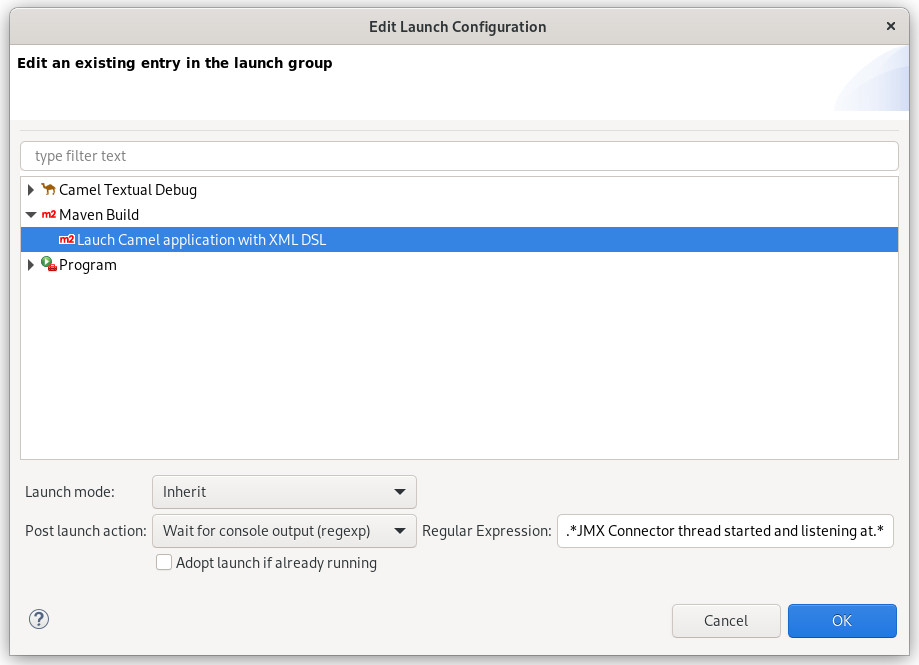 Edit Launch Configuration
Edit an existing entry in the launch group
type filter text
Camel Textual Debug
m2 Maven Build
m2 Lauch Camel application with XML DSL
Program
Launch mode: Inherit
Post launch action: Wait for console output (regexp) Regular Expression: .*JMX Connector thread started and listening at.*
Adopt launch if already running
? Cancel OK